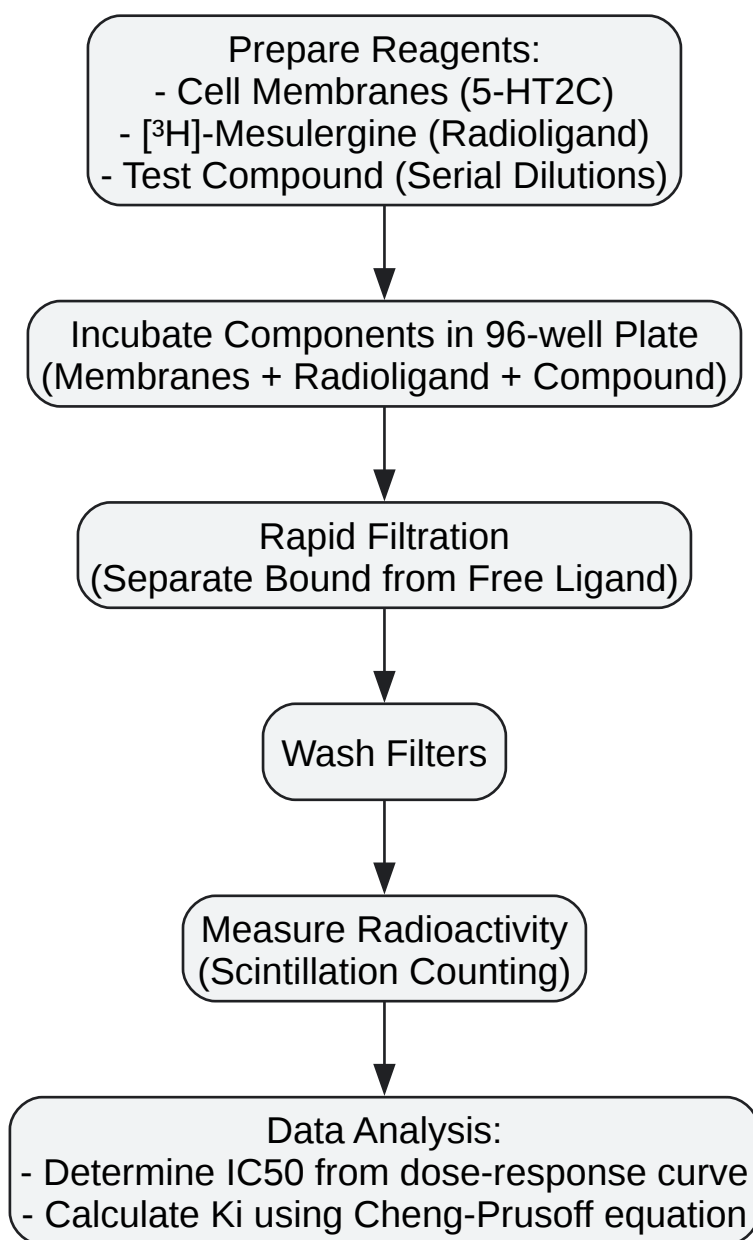 Prepare Reagents:
- Cell Membranes (5-HT2C)
- [³H]-Mesulergine (Radioligand)
- Test Compound (Serial Dilutions)
Incubate Components in 96-well Plate
(Membranes + Radioligand + Compound)
Rapid Filtration
(Separate Bound from Free Ligand)
Wash Filters
Measure Radioactivity
(Scintillation Counting)
Data Analysis:
- Determine IC50 from dose-response curve
- Calculate Ki using Cheng-Prusoff equation